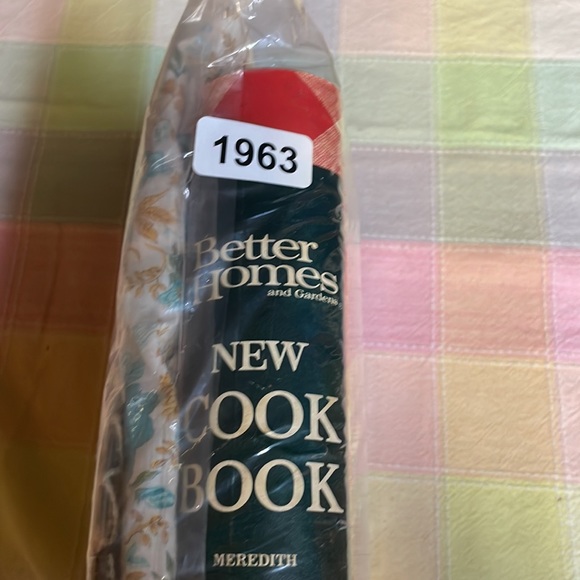 1963
Better
Homes
and Gardens
NEW
COOK
BOOK
MEREDITH